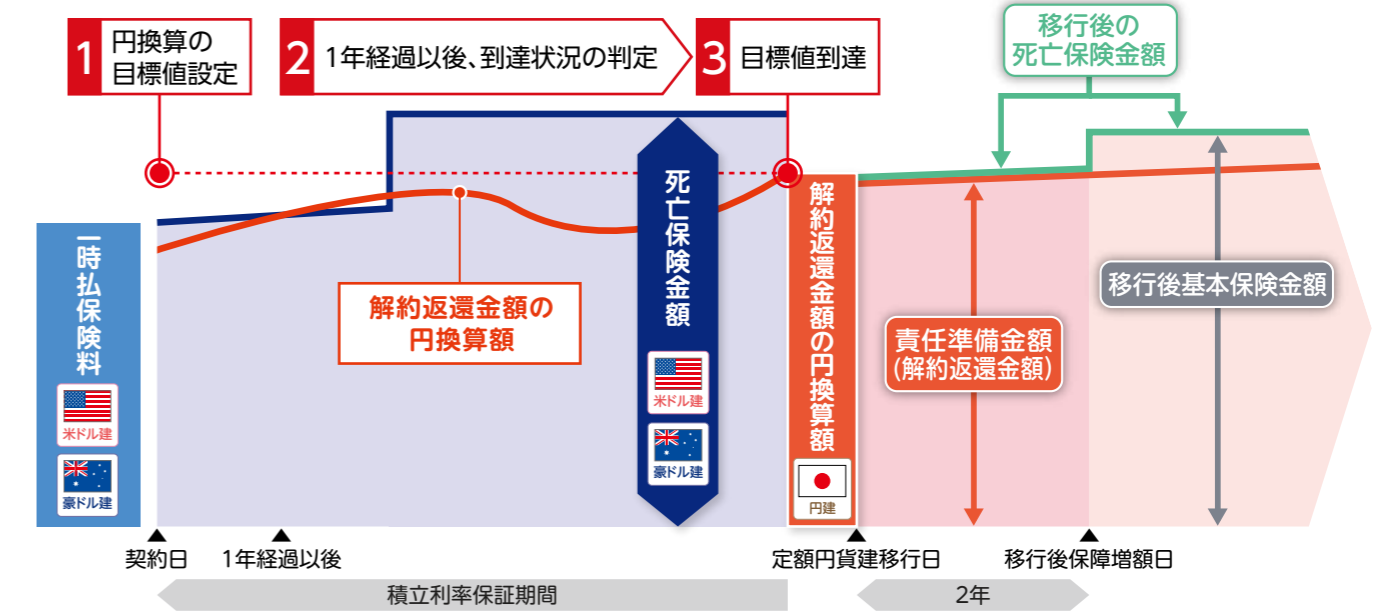 1
円換算の
目標値設定
2
1年経過以後、到達状況の判定
3
目標値到達
移行後の
死亡保険金額
一時払保険料
米ドル建
豪ドル建
解約返還金額の
円換算額
死亡保険金額
米ドル建
豪ドル建
解約返還金額の円換算額
円建
責任準備金額
(解約返還金額)
移行後基本保険金額
契約日
1年経過以後
定額円貨建移行日
移行後保障増額日
積立利率保証期間
2年